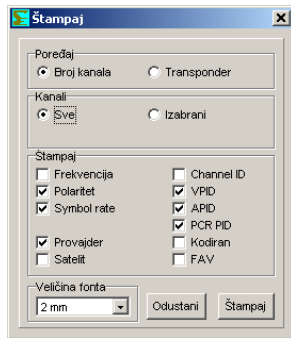 Štampaj
Poređaj
Broj kanala Transponder
Kanali
Sve Izabrani
Štampaj
Frekvencija Channel ID
Polaritet VPID
Symbol rate APID
PCR PID
Provajder Kodiran
Satelit FAV
Veličina fonta
2 mm Odustani Štampaj